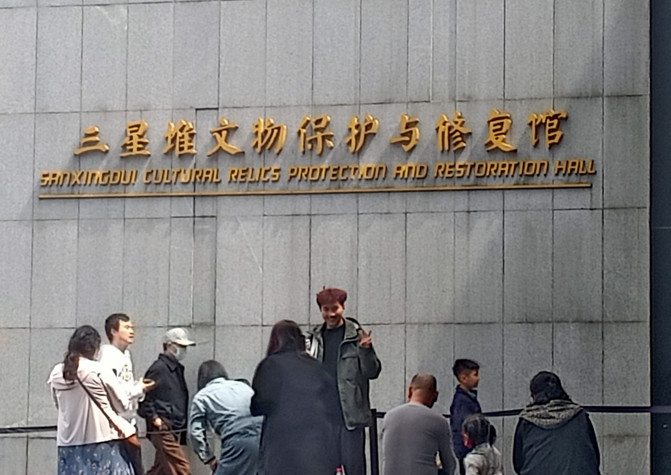 三星堆文物保护与修复馆
SANXINGDUI CULTURAL RELICS PROTECTION AND RESTORATION HALL